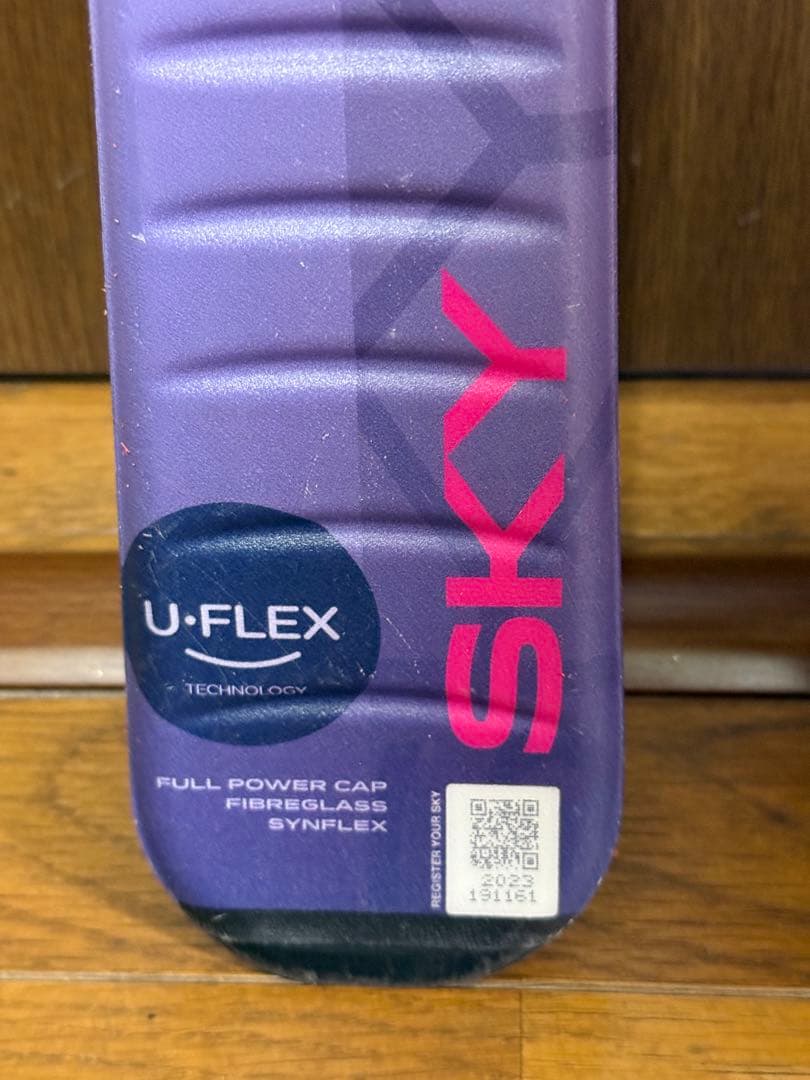 SKY
U•FLEX
TECHNOLOGY
FULL POWER CAP
FIBREGLASS
SYNFLEX
REGISTER YOUR SKY
2023
191161